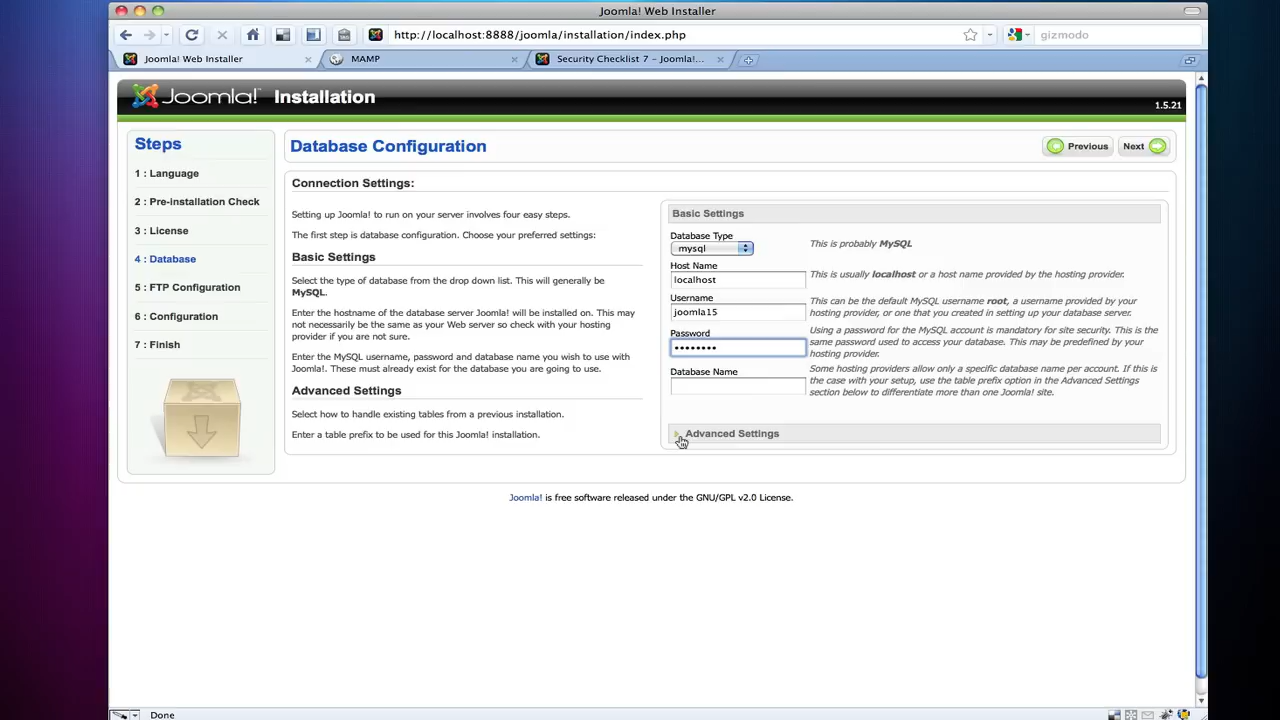 Joomla! Web Installer
http://localhost:8888/joomla/installation/index.php
gizmodo
Joomla! Web Installer
MAMP
Security Checklist 7 – Joomla!...
Joomla! Installation
1.5.21
Steps
1 : Language
2 : Pre-installation Check
3 : License
4 : Database
5 : FTP Configuration
6 : Configuration
7 : Finish
Database Configuration
Previous
Next
Connection Settings:
Setting up Joomla! to run on your server involves four easy steps.
The first step is database configuration. Choose your preferred settings:
Basic Settings
Select the type of database from the drop down list. This will generally be
MySQL.
Enter the hostname of the database server Joomla! will be installed on. This may
not necessarily be the same as your Web server so check with your hosting
provider if you are not sure.
Enter the MySQL username, password and database name you wish to use with
Joomla!. These must already exist for the database you are going to use.
Advanced Settings
Select how to handle existing tables from a previous installation.
Enter a table prefix to be used for this Joomla! installation.
Basic Settings
Database Type
mysql
This is probably MySQL
Host Name
localhost
This is usually localhost or a host name provided by the hosting provider.
Username
joomla15
This can be the default MySQL username root, a username provided by your
hosting provider, or one that you created in setting up your database server.
Password
••••••••
Using a password for the MySQL account is mandatory for site security. This is the
same password used to access your database. This may be predefined by your
hosting provider.
Database Name
Some hosting providers allow only a specific database name per account. If this is
the case with your setup, use the table prefix option in the Advanced Settings
section below to differentiate more than one Joomla! site.
Advanced Settings
Joomla! is free software released under the GNU/GPL v2.0 License.
Done